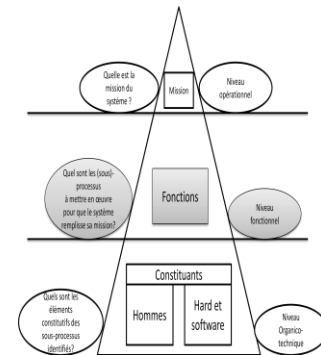 Quelle est la
mission du
système ?
Mission
Niveau
opérationnel
Quel sont les (sous)-
processus
à mettre en œuvre
pour que le système
remplisse sa mission?
Fonctions
Niveau
fonctionnel
Quels sont les
éléments
constitutifs des
sous-processus
identifiés?
Constituants
Hommes
Hard et
software
Niveau
Organico-
technique